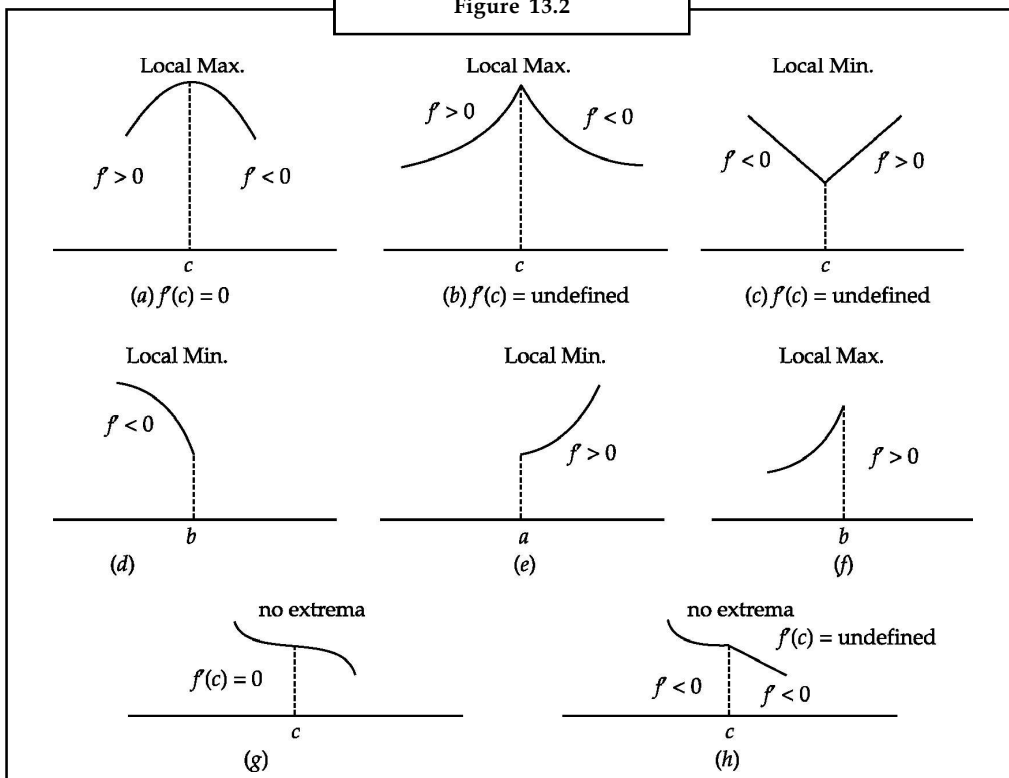 Figure 13.2
Local Max. Local Max. Local Min.
f' > 0 f' < 0 f' > 0 f' < 0 f' < 0 f' > 0
c c c
(a) f'(c) = 0 (b) f'(c) = undefined (c) f'(c) = undefined
Local Min. Local Min. Local Max.
f' < 0 f' > 0 f' > 0
b a b
(d) (e) (f)
no extrema no extrema
f'(c) = undefined
f'(c) = 0 f' < 0 f' < 0
c c
(g) (h)